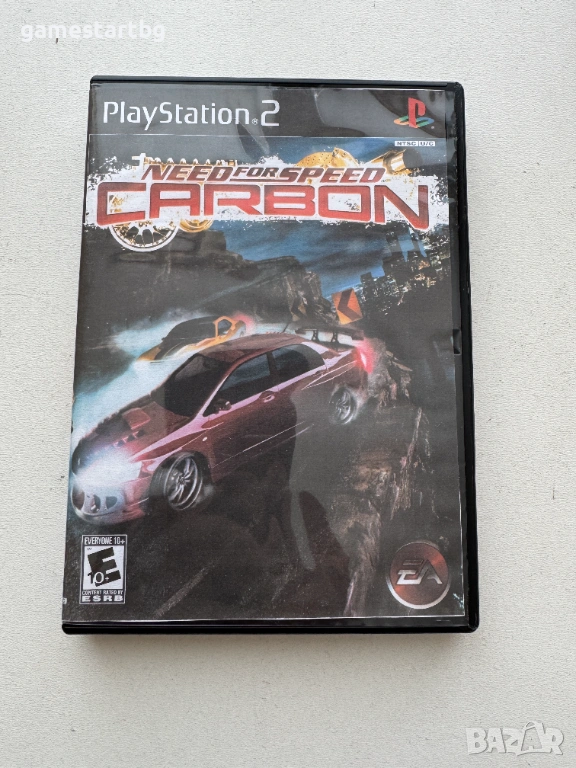 gamestartbg
PlayStation®2
NTSC U/C
NEED FOR SPEED
CARBON
EVERYONE 10+
E
10+
CONTENT RATED BY
ESRB
EA
BAZAR